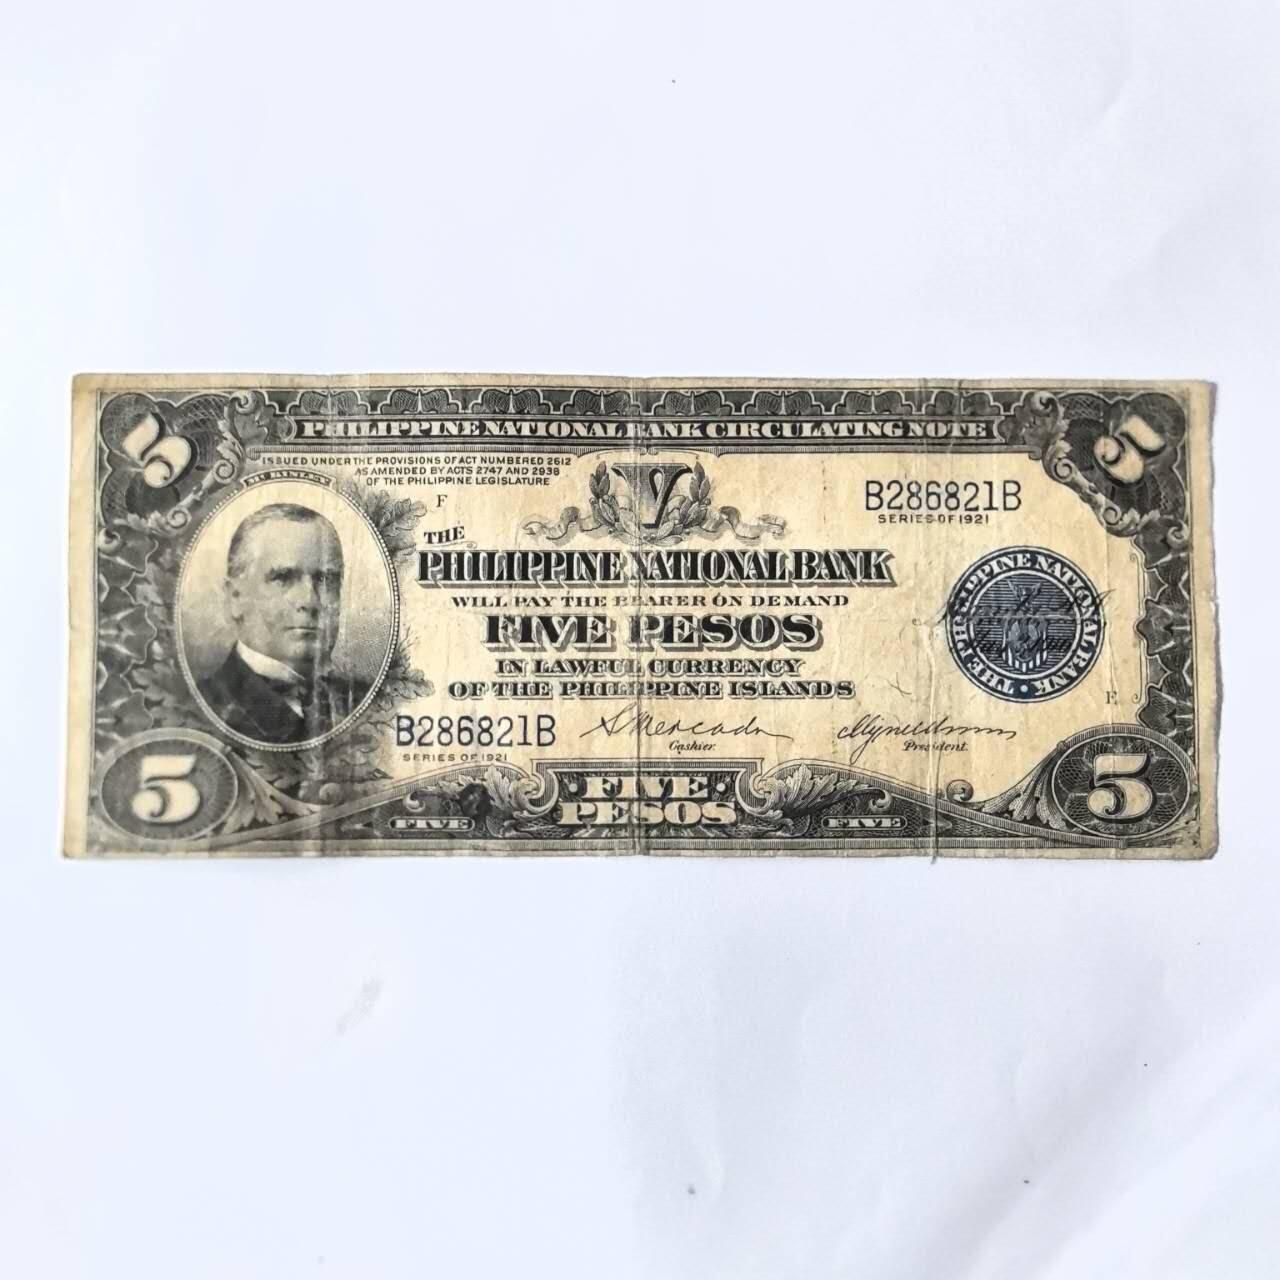 5
PHILIPPINE NATIONAL BANK CIRCULATING NOTE
5
ISSUED UNDER THE PROVISIONS OF ACT NUMBERED 2612
AS AMENDED BY ACTS 2747 AND 2938
OF THE PHILIPPINE LEGISLATURE
McKINLEY
F
V
B286821B
SERIES OF 1921
THE
PHILIPPINE NATIONAL BANK
WILL PAY THE BEARER ON DEMAND
FIVE PESOS
IN LAWFUL CURRENCY
OF THE PHILIPPINE ISLANDS
THE PHILIPPINE NATIONAL BANK
B286821B
SERIES OF 1921
S Mercado
Cashier.
President.
5
FIVE
FIVE
PESOS
FIVE
5